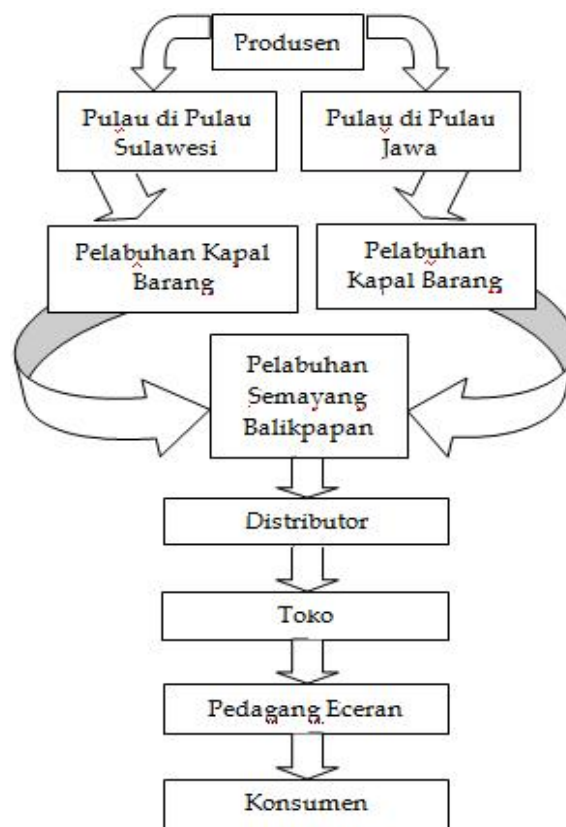 Produsen
Pulau di Pulau
Sulawesi
Pulau di Pulau
Jawa
Pelabuhan Kapal
Barang
Pelabuhan
Kapal Barang
Pelabuhan
Semayang
Balikpapan
Distributor
Toko
Pedagang Eceran
Konsumen